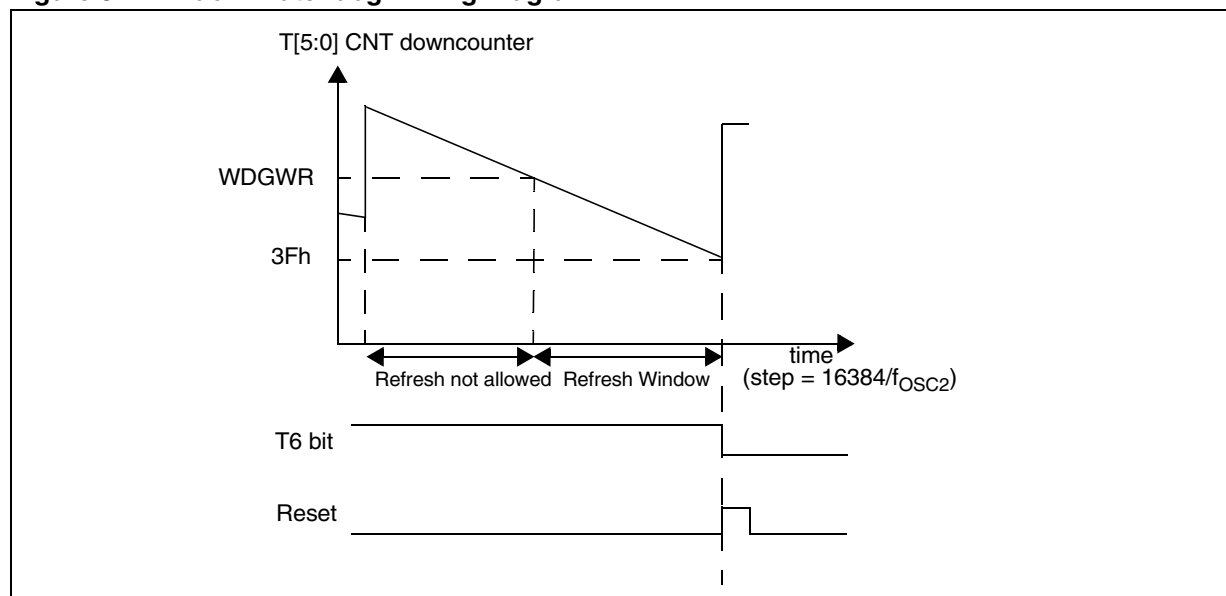 T[5:0] CNT downcounter
WDGWR
3Fh
time
Refresh not allowed Refresh Window (step = 16384/fOSC2)
T6 bit
Reset